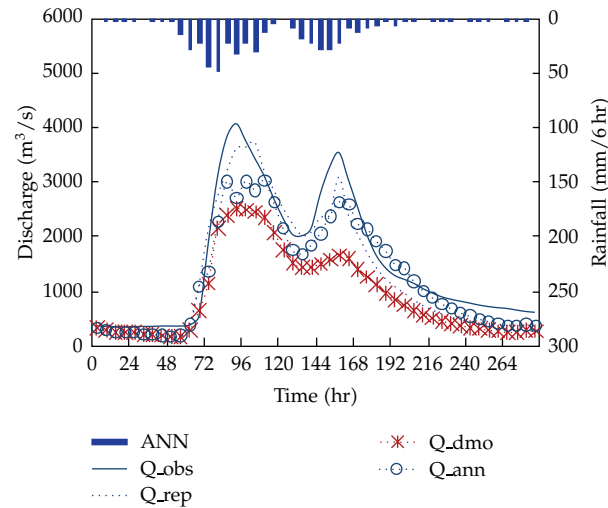 6000
5000
4000
3000
2000
1000
0
Discharge (m³/s)
0
50
100
150
200
250
300
Rainfall (mm/6 hr)
0 24 48 72 96 120 144 168 192 216 240 264
Time (hr)
ANN
Q_obs
Q_rep
Q_dmo
Q_ann